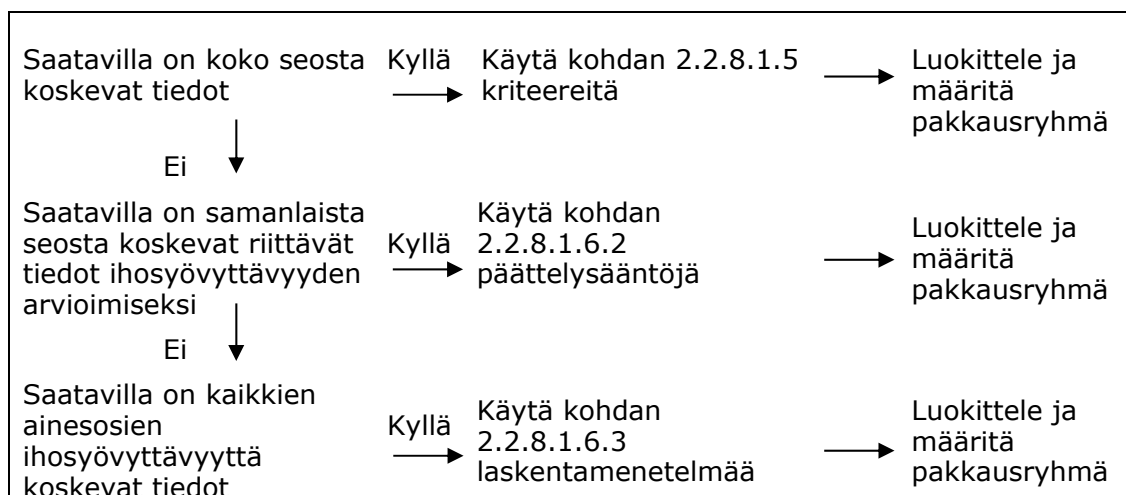 Saatavilla on koko seosta
koskevat tiedot
Kyllä
Käytä kohdan 2.2.8.1.5
kriteereitä
Luokittele ja
määritä
pakkausryhmä
Ei
Saatavilla on samanlaista
seosta koskevat riittävät
tiedot ihosyövyttävyyden
arvioimiseksi
Kyllä
Käytä kohdan
2.2.8.1.6.2
päättelysääntöjä
Luokittele ja
määritä
pakkausryhmä
Ei
Saatavilla on kaikkien
ainesosien
ihosyövyttävyyttä
koskevat tiedot
Kyllä
Käytä kohdan
2.2.8.1.6.3
laskentamenetelmää
Luokittele ja
määritä
pakkausryhmä